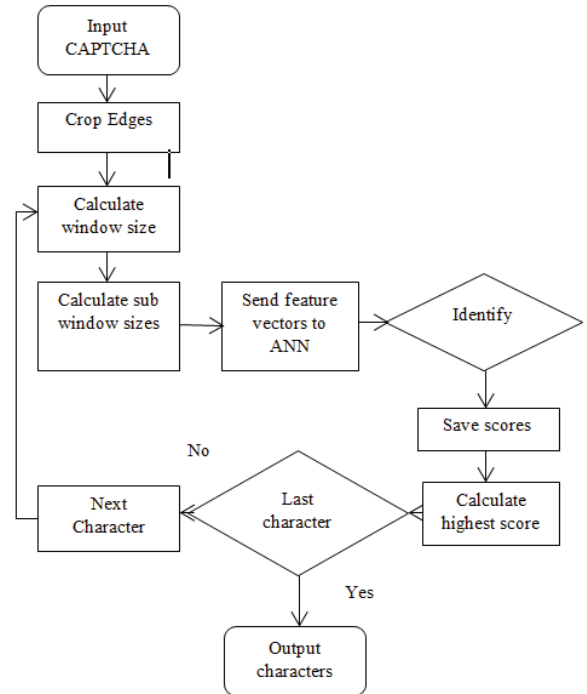 Input
CAPTCHA
Crop Edges
Calculate
window size
Calculate sub
window sizes
Send feature
vectors to
ANN
Identify
Save scores
Calculate
highest score
Last
character
No
Next
Character
Yes
Output
characters